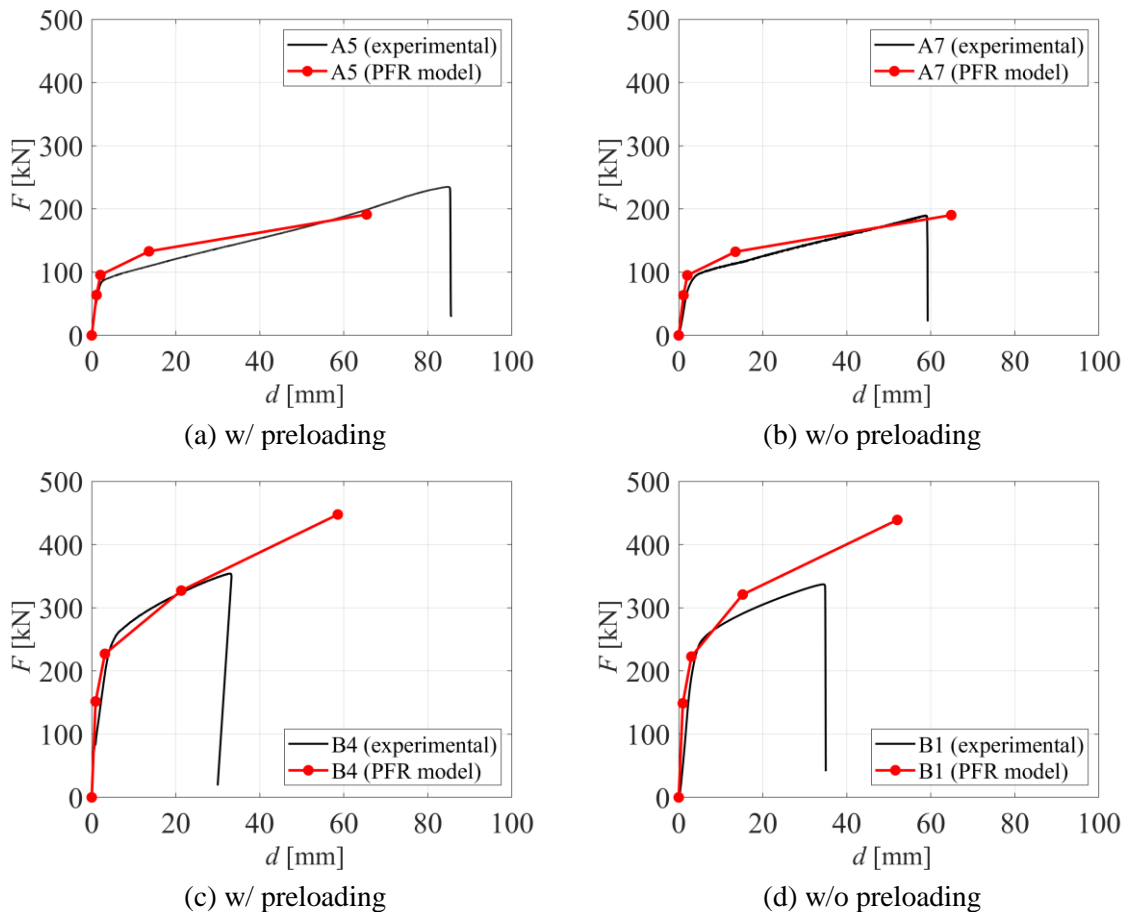 500
400
300
200
100
0
F [kN]
A5 (experimental)
A5 (PFR model)
0 20 40 60 80 100
d [mm]
(a) w/ preloading
500
400
300
200
100
0
F [kN]
A7 (experimental)
A7 (PFR model)
0 20 40 60 80 100
d [mm]
(b) w/o preloading
500
400
300
200
100
0
F [kN]
B4 (experimental)
B4 (PFR model)
0 20 40 60 80 100
d [mm]
(c) w/ preloading
500
400
300
200
100
0
F [kN]
B1 (experimental)
B1 (PFR model)
0 20 40 60 80 100
d [mm]
(d) w/o preloading